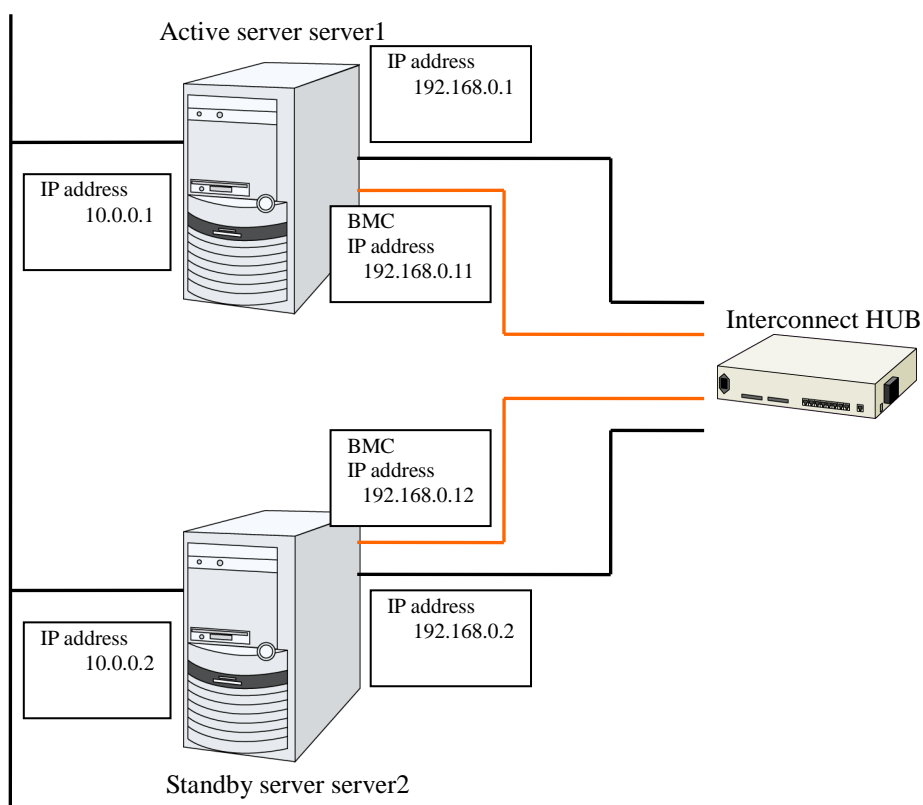 Active server server1
IP address
192.168.0.1
IP address
10.0.0.1
BMC
IP address
192.168.0.11
Interconnect HUB
BMC
IP address
192.168.0.12
IP address
192.168.0.2
IP address
10.0.0.2
Standby server server2